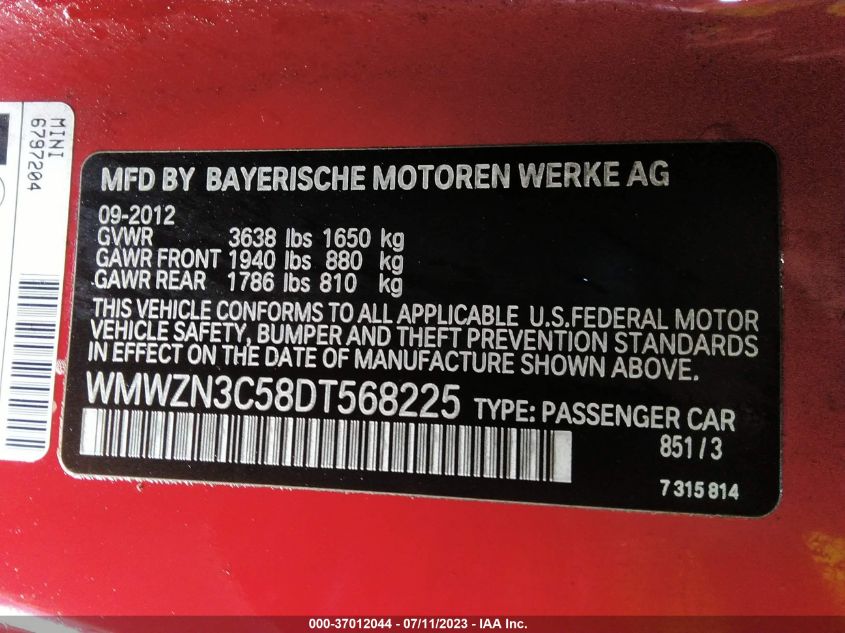 MINI
6797204
MFD BY BAYERISCHE MOTOREN WERKE AG
09-2012
GVWR 3638 lbs 1650 kg
GAWR FRONT 1940 lbs 880 kg
GAWR REAR 1786 lbs 810 kg
THIS VEHICLE CONFORMS TO ALL APPLICABLE U.S.FEDERAL MOTOR
VEHICLE SAFETY, BUMPER AND THEFT PREVENTION STANDARDS
IN EFFECT ON THE DATE OF MANUFACTURE SHOWN ABOVE.
WMWZN3C58DT568225 TYPE: PASSENGER CAR
851 / 3
7 315 814
000-37012044 - 07/11/2023 - IAA Inc.